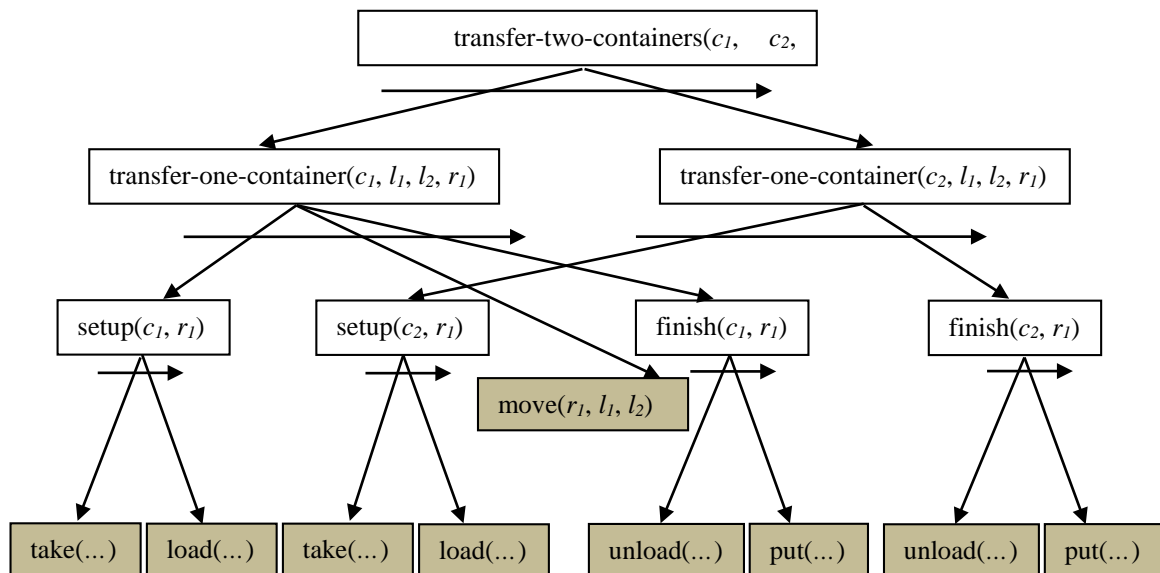 transfer-two-containers(c₁, c₂,
transfer-one-container(c₁, l₁, l₂, r₁)
transfer-one-container(c₂, l₁, l₂, r₁)
setup(c₁, r₁)
setup(c₂, r₁)
finish(c₁, r₁)
finish(c₂, r₁)
move(r₁, l₁, l₂)
take(...)
load(...)
take(...)
load(...)
unload(...)
put(...)
unload(...)
put(...)